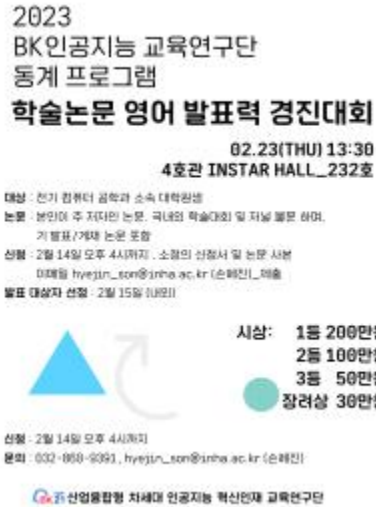 2023
BK인공지능 교육연구단
동계 프로그램
학술논문 영어 발표력 경진대회
02.23(THU) 13:30
4호관 INSTAR HALL_232호
대상 : 전기 컴퓨터 공학과 소속 대학원생
논문 : 본인이 주 저자인 논문. 국내외 학술대회 및 저널 불문 하며,
기 발표/게재 논문 포함
신청 : 2월 14일 오후 4시까지 , 소정의 신청서 및 논문 사본
이메일 hyejin_son@inha.ac.kr (손혜진)_제출
발표 대상자 선정 : 2월 15일 (내외)
시상: 1등 200만원
2등 100만원
3등 50만원
장려상 30만원
신청 : 2월 14일 오후 4시까지
문의 : 032-860-9391, hyejin_son@inha.ac.kr (손혜진)
산업융합형 차세대 인공지능 혁신인재 교육연구단